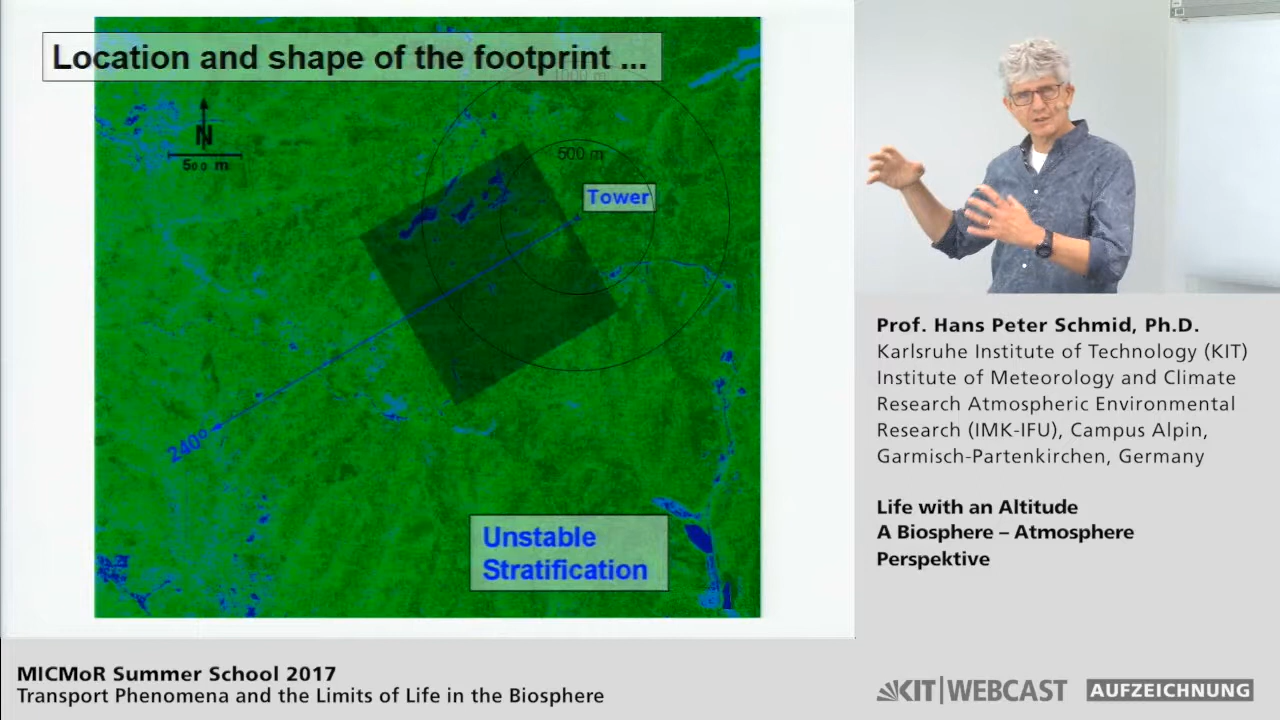 Location and shape of the footprint ...
1000 m
N
500 m
500 m
Tower
240º
Unstable
Stratification
Prof. Hans Peter Schmid, Ph.D.
Karlsruhe Institute of Technology (KIT)
Institute of Meteorology and Climate
Research Atmospheric Environmental
Research (IMK-IFU), Campus Alpin,
Garmisch-Partenkirchen, Germany
Life with an Altitude
A Biosphere – Atmosphere
Perspektive
MICMoR Summer School 2017
Transport Phenomena and the Limits of Life in the Biosphere
KIT|WEBCAST
AUFZEICHNUNG